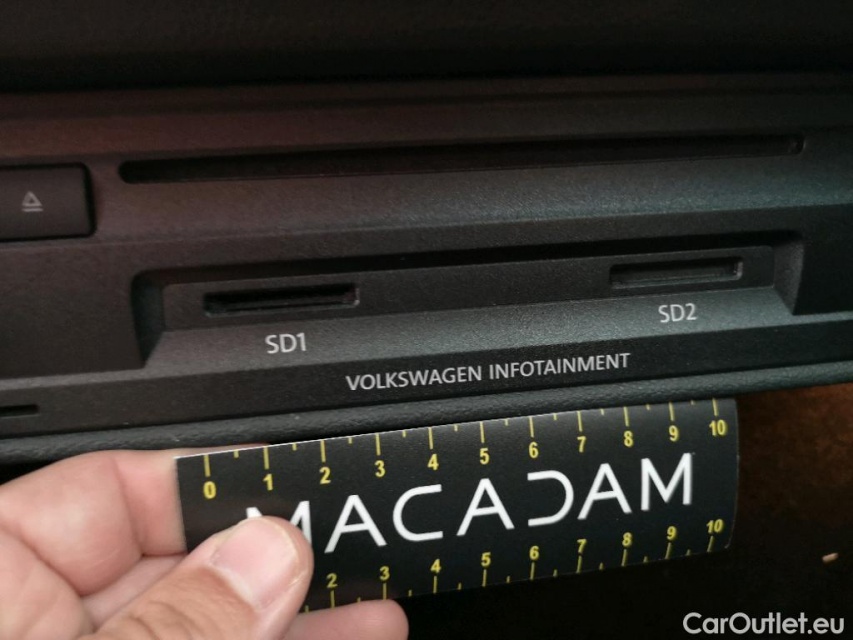 SD1
SD2
VOLKSWAGEN INFOTAINMENT
0 1 2 3 4 5 6 7 8 9 10
MACADAM
2 3 4 5 6 7 8 9 10
CarOutlet.eu